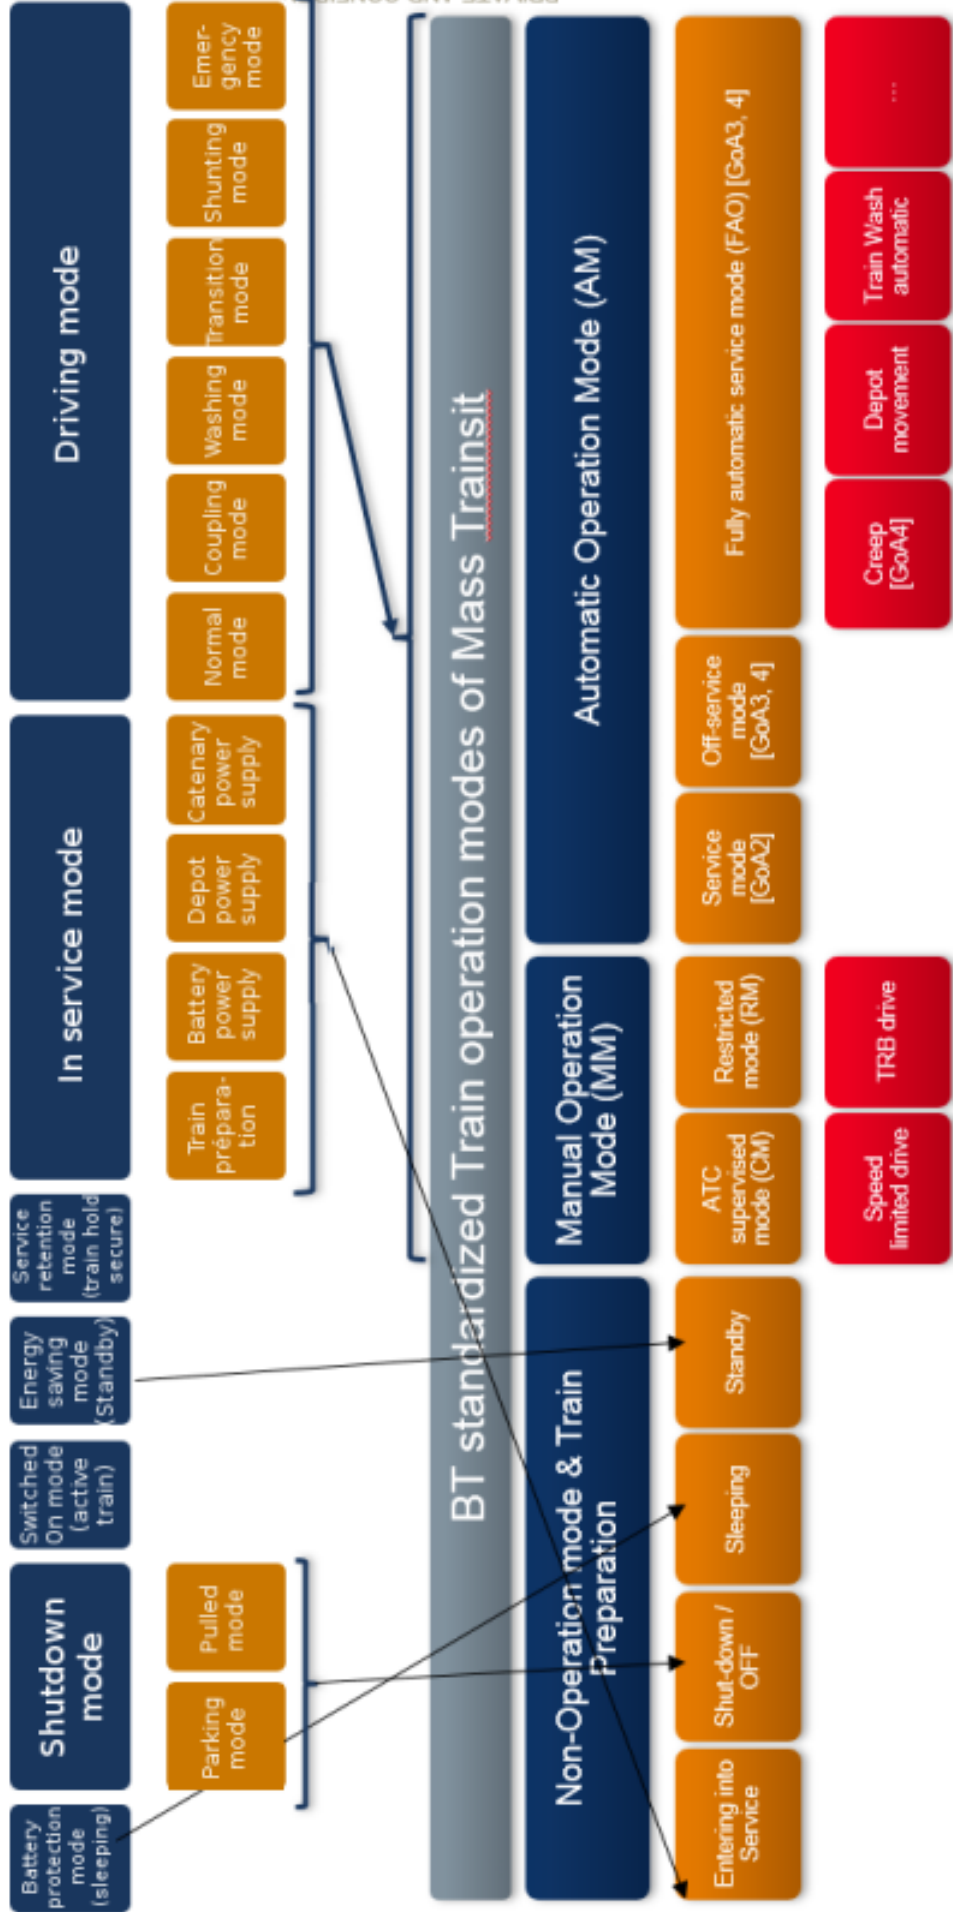 Battery
protection
mode
(sleeping)
Shutdown
mode
Switched
On mode
(active
train)
Energy
saving
mode
(Standby)
Service
retention
mode
(train hold
secure)
In service mode
Driving mode
Parking
mode
Pulled
mode
Train
prépara-
tion
Battery
power
supply
Depot
power
supply
Catenary
power
supply
Normal
mode
Coupling
mode
Washing
mode
Transition
mode
Shunting
mode
Emer-
gency
mode
BT standardized Train operation modes of Mass Trainsit
Non-Operation mode & Train
Preparation
Manual Operation
Mode (MM)
Automatic Operation Mode (AM)
Entering into
Service
Shut-down /
OFF
Sleeping
Standby
ATC
supervised
mode (CM)
Restricted
mode (RM)
Service
mode
[GoA2]
Off-service
mode
[GoA3, 4]
Fully automatic service mode (FAO) [GoA3, 4]
Speed
limited drive
TRB drive
Creep
[GoA4]
Depot
movement
Train Wash
automatic
...